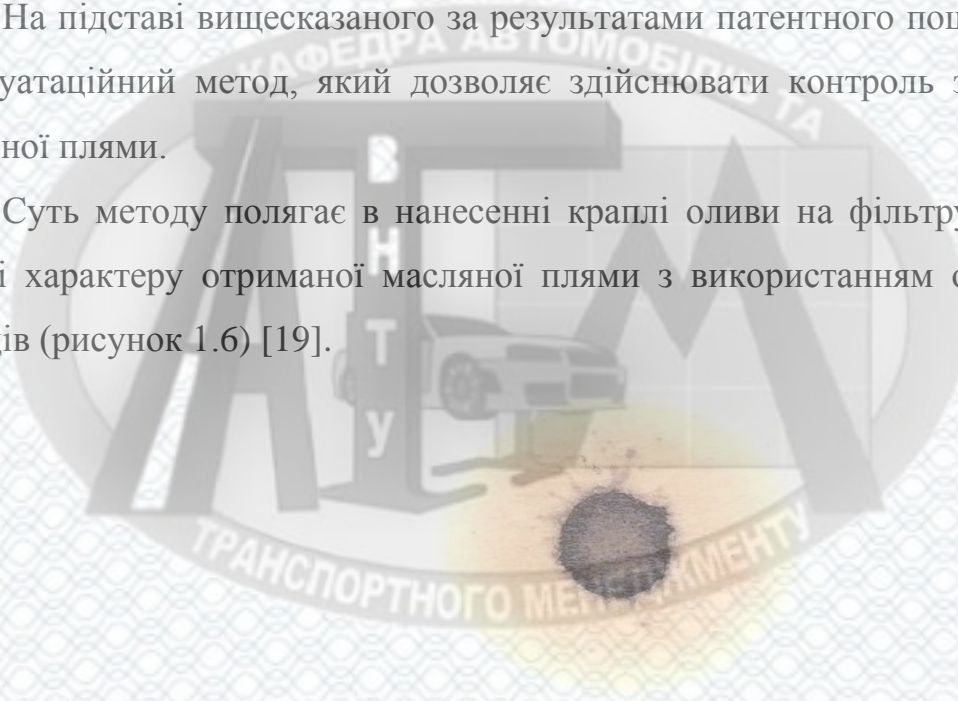 На підставі вищесказаного за результатами патентного пош
уатаційний метод, який дозволяє здійснювати контроль з
ної плями.
Суть методу полягає в нанесенні краплі оливи на фільтру
і характеру отриманої масляної плями з використанням с
ів (рисунок 1.6) [19].
КАФЕДРА АВТОМОБІЛІВ ТА
ВНТУ
АТМ
ТРАНСПОРТНОГО МЕНЕДЖМЕНТУ